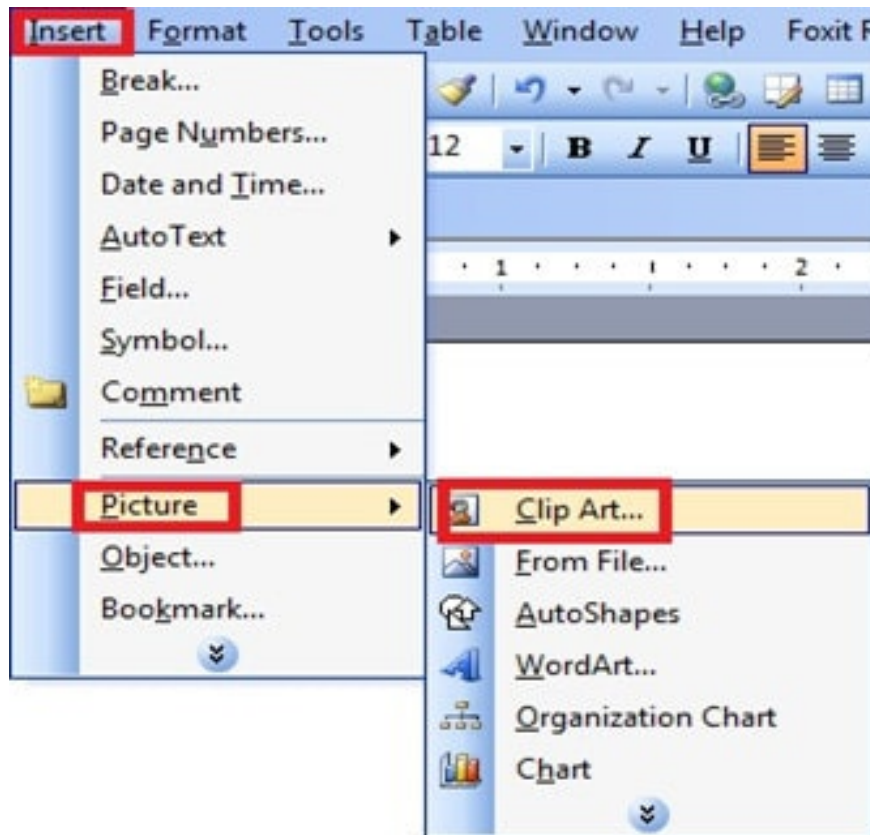 Insert Format Tools Table Window Help Foxit
Break...
Page Numbers...
12 B I U
Date and Time...
AutoText
1 2
Field...
Symbol...
Comment
Reference
Picture
Clip Art...
Object...
From File...
Bookmark...
AutoShapes
WordArt...
Organization Chart
Chart